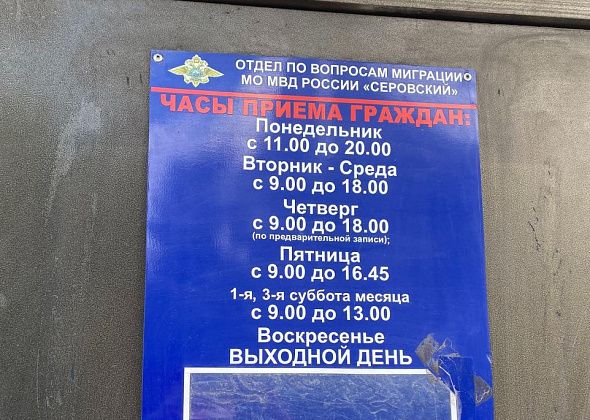 ОТДЕЛ ПО ВОПРОСАМ МИГРАЦИИ
МО МВД РОССИИ «СЕРОВСКИЙ»
ЧАСЫ ПРИЕМА ГРАЖДАН:
Понедельник
с 11.00 до 20.00
Вторник - Среда
с 9.00 до 18.00
Четверг
с 9.00 до 18.00
(по предварительной записи);
Пятница
с 9.00 до 16.45
1-я, 3-я суббота месяца
с 9.00 до 13.00
Воскресенье
ВЫХОДНОЙ ДЕНЬ